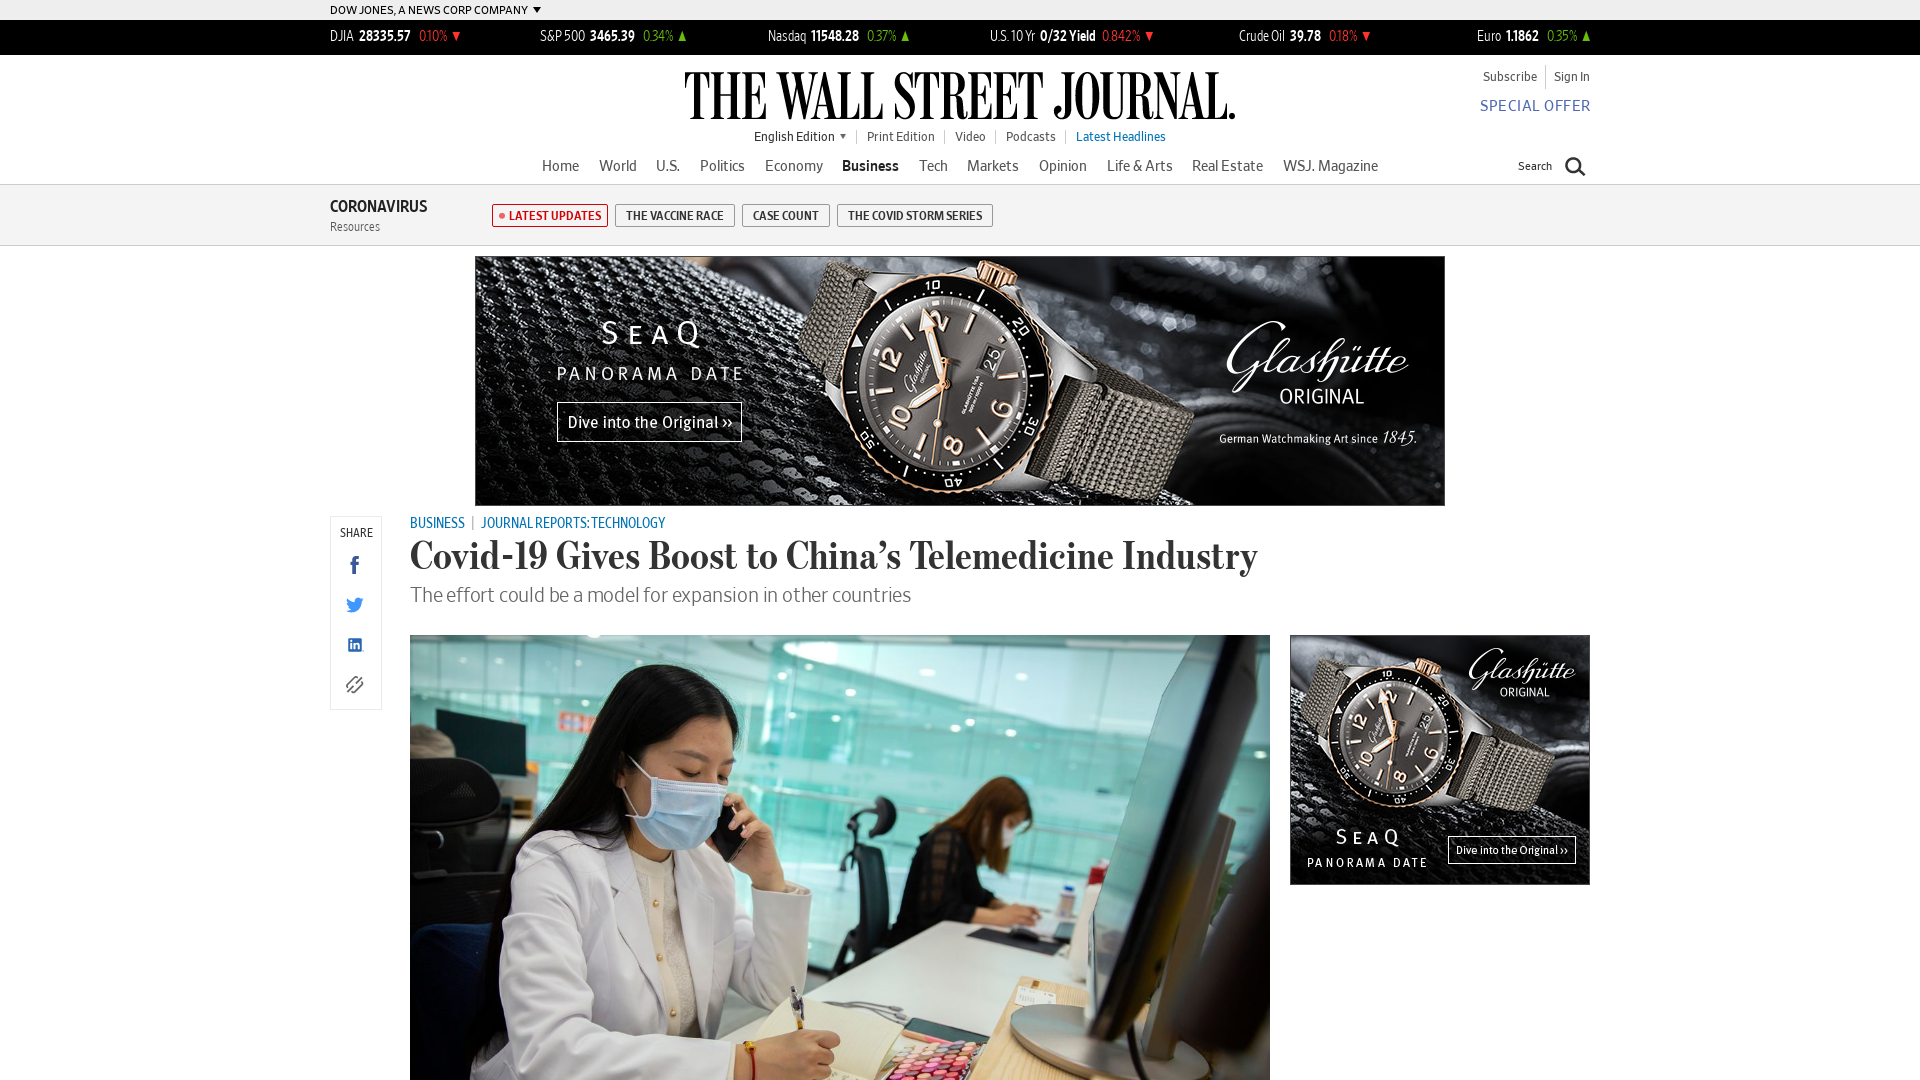 DOW JONES, A NEWS CORP COMPANY
DJIA 28335.57 0.10% ▼ S&P 500 3465.39 0.34% ▲ Nasdaq 11548.28 0.37% ▲ U.S. 10 Yr 0/32 Yield 0.842% ▼ Crude Oil 39.78 0.18% ▼ Euro 1.1862 0.35% ▲
THE WALL STREET JOURNAL.
Subscribe Sign In
SPECIAL OFFER
English Edition Print Edition Video Podcasts Latest Headlines
Home World U.S. Politics Economy Business Tech Markets Opinion Life & Arts Real Estate WSJ. Magazine Search
CORONAVIRUS
Resources
LATEST UPDATES THE VACCINE RACE CASE COUNT THE COVID STORM SERIES
SEAQ
PANORAMA DATE
Dive into the Original ››
Glashütte
ORIGINAL
German Watchmaking Art since 1845.
BUSINESS | JOURNAL REPORTS: TECHNOLOGY
Covid-19 Gives Boost to China’s Telemedicine Industry
The effort could be a model for expansion in other countries
SHARE
Glashütte
ORIGINAL
SEAQ
PANORAMA DATE
Dive into the Original ››